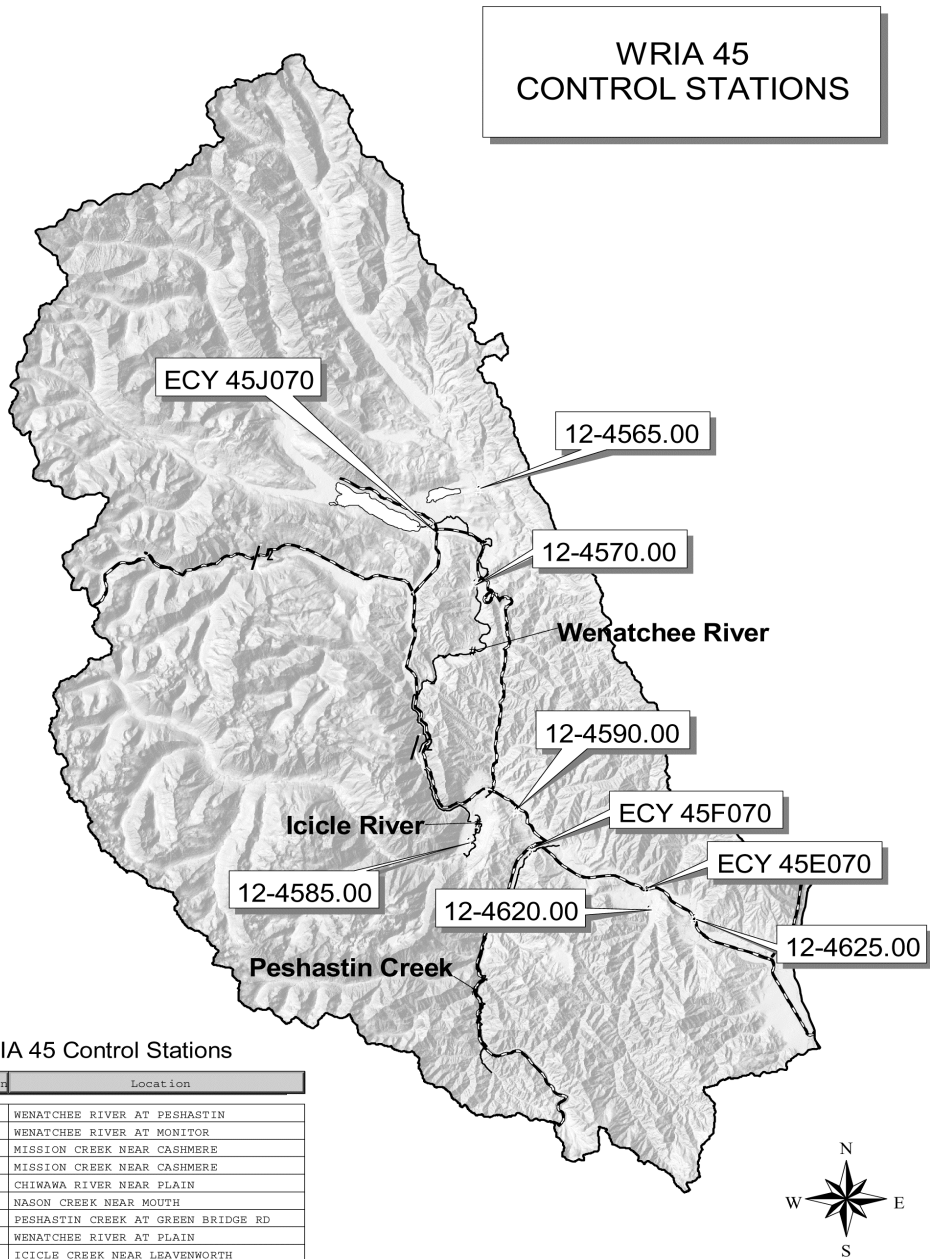 WRIA 45
CONTROL STATIONS
ECY 45J070
12-4565.00
12-4570.00
2
Wenatchee River
12-4590.00
2
ECY 45F070
Icicle River
ECY 45E070
12-4585.00
12-4620.00
12-4625.00
Peshastin Creek
IA 45 Control Stations
n Location
WENATCHEE RIVER AT PESHASTIN
WENATCHEE RIVER AT MONITOR
MISSION CREEK NEAR CASHMERE
MISSION CREEK NEAR CASHMERE
CHIWAWA RIVER NEAR PLAIN
NASON CREEK NEAR MOUTH
PESHASTIN CREEK AT GREEN BRIDGE RD
WENATCHEE RIVER AT PLAIN
ICICLE CREEK NEAR LEAVENWORTH
N
W E
S